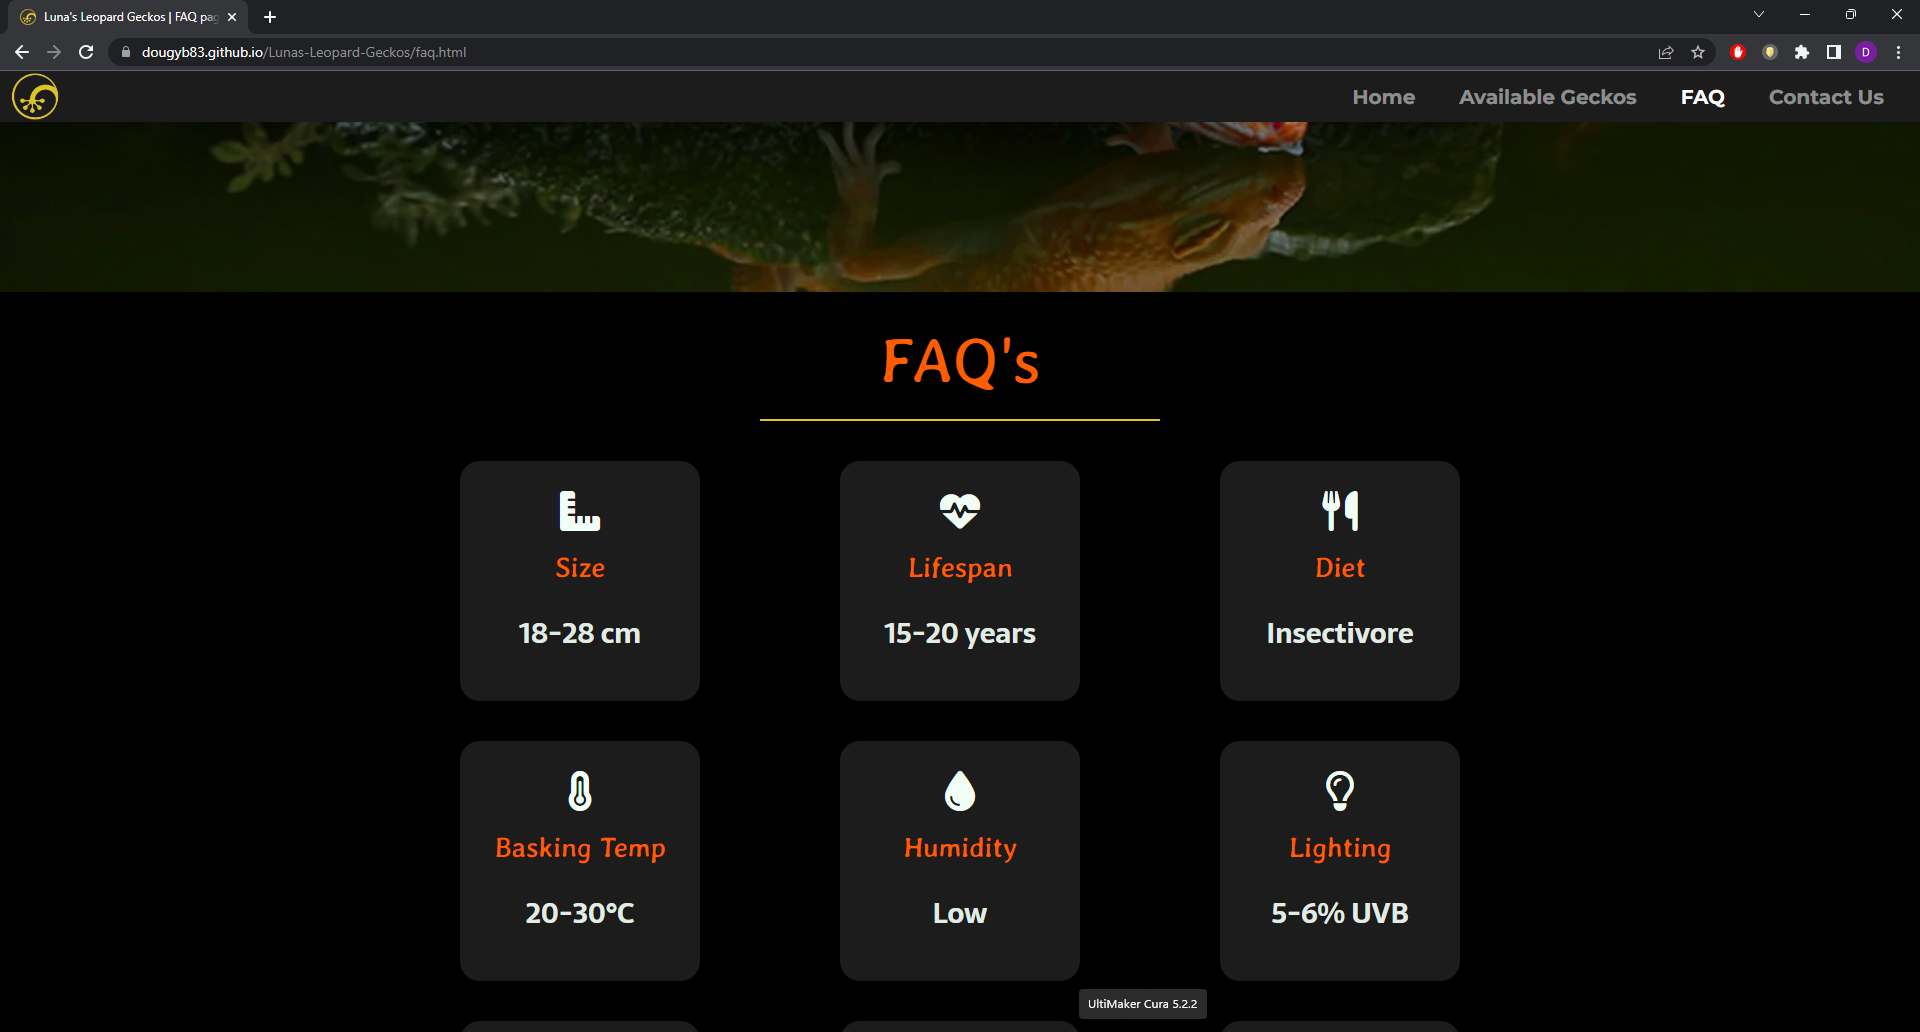 Luna's Leopard Geckos | FAQ pag
dougyb83.github.io/Lunas-Leopard-Geckos/faq.html
D
Home Available Geckos FAQ Contact Us
FAQ's
Size Lifespan Diet
18-28 cm 15-20 years Insectivore
Basking Temp Humidity Lighting
20-30°C Low 5-6% UVB
UltiMaker Cura 5.2.2